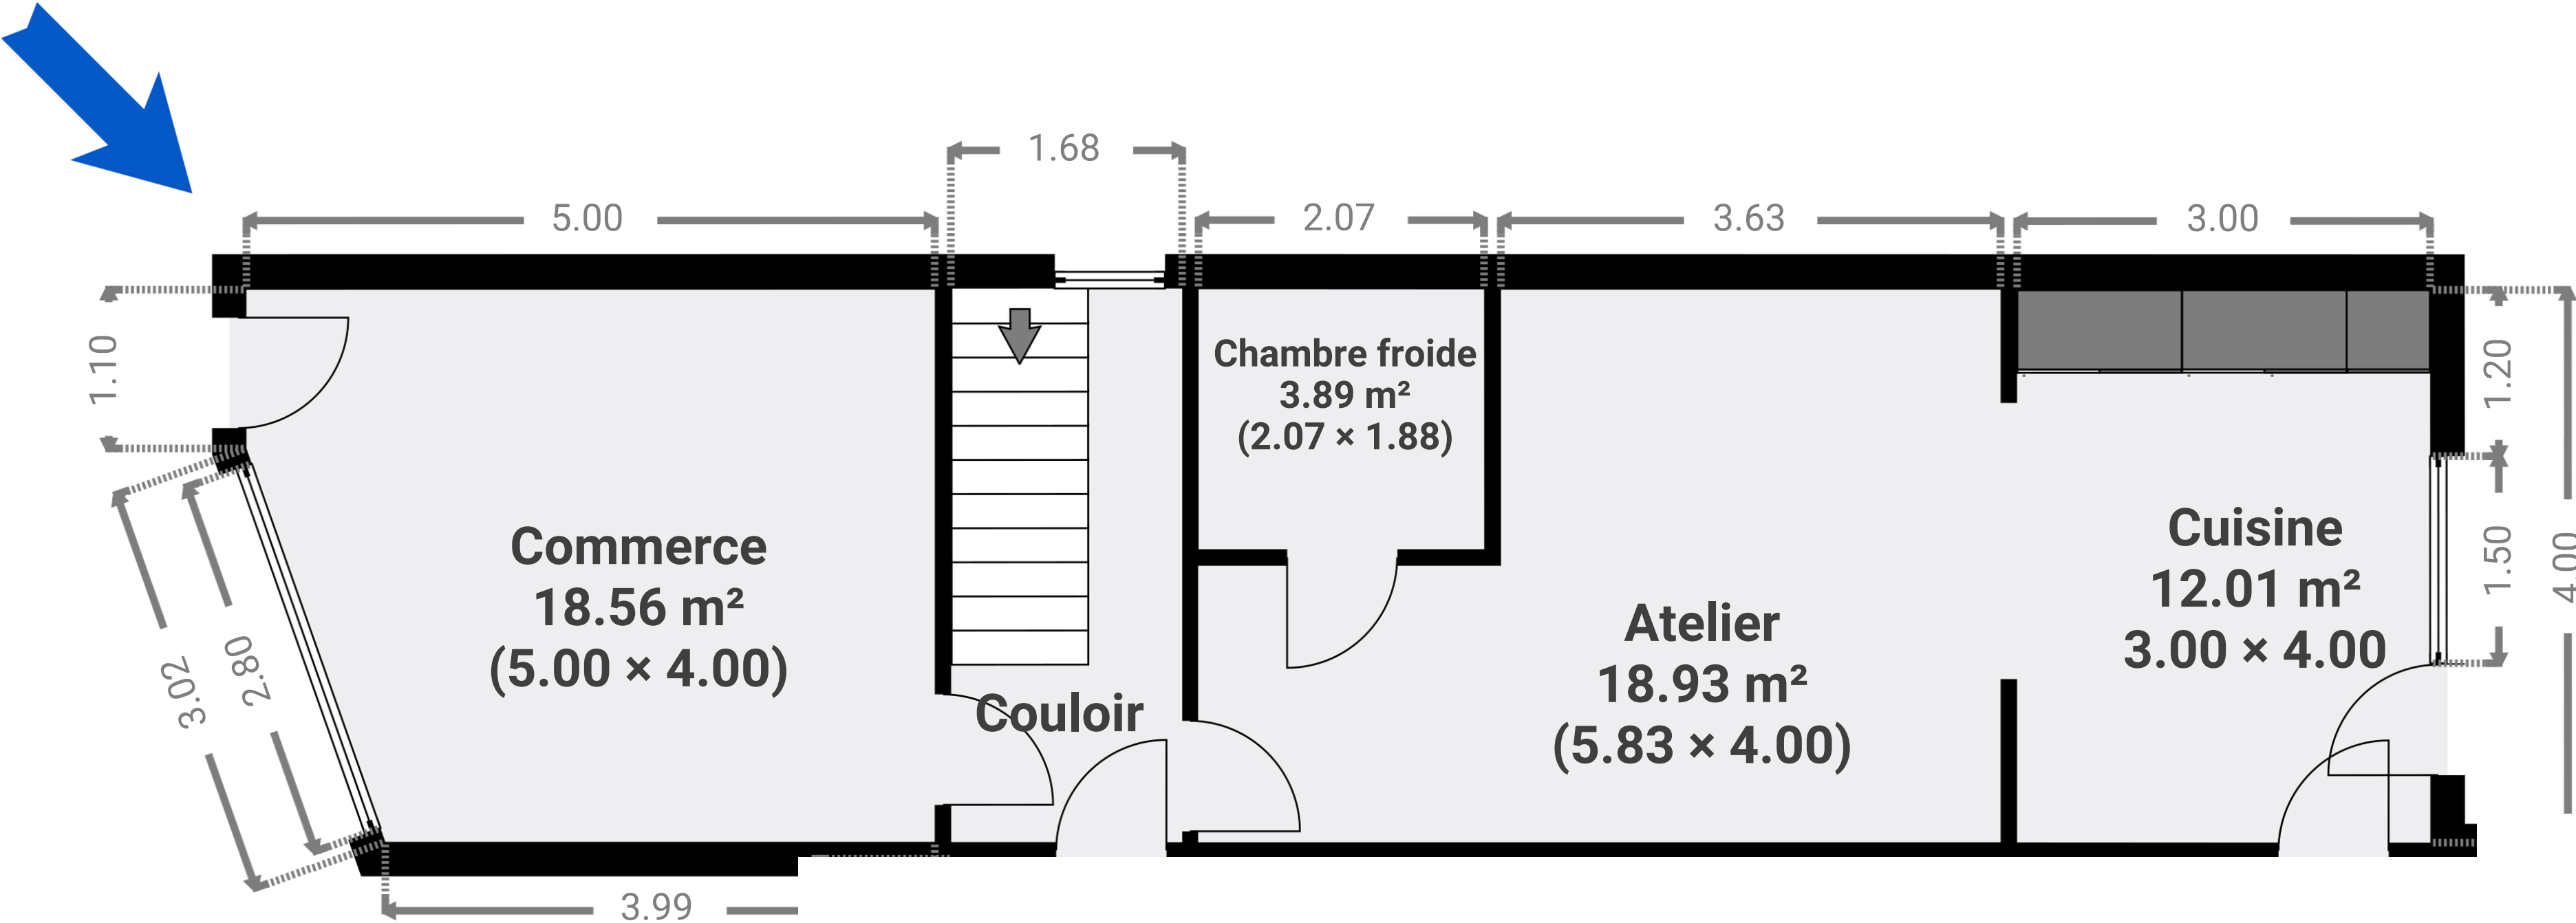 1.68
5.00
2.07
3.63
3.00
1.10
1.20
Chambre froide
3.89 m²
(2.07 × 1.88)
Commerce
18.56 m²
(5.00 × 4.00)
Cuisine
12.01 m²
3.00 × 4.00
1.50
4.00
Atelier
18.93 m²
(5.83 × 4.00)
Couloir
2.80
3.02
3.99